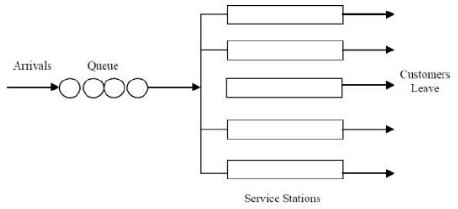 Arrivals
Queue
Customers
Leave
Service Stations